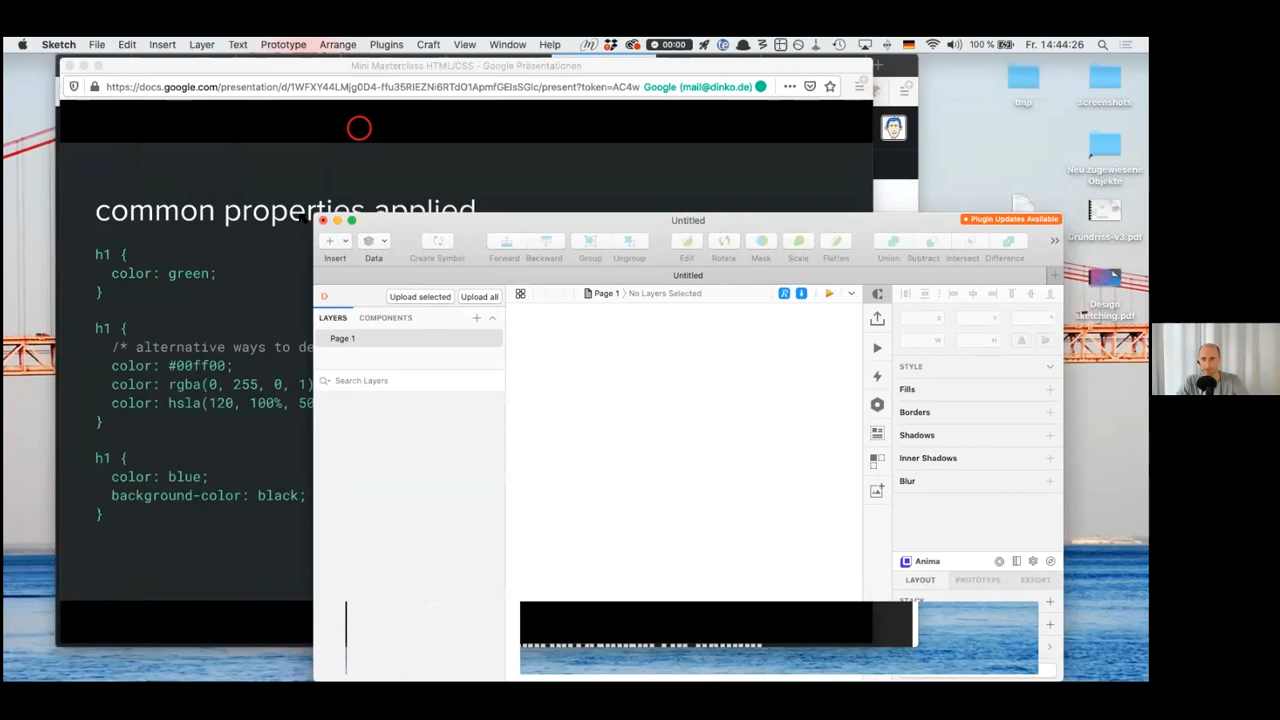 Sketch File Edit Insert Layer Text Prototype Arrange Plugins Craft View Window Help 00:00 100 % Fr. 14:44:26
Mini Masterclass HTML/CSS - Google Präsentationen
https://docs.google.com/presentation/d/1WFXY44LMjg0D4-ffu35RIEZNi6RTdO1ApmfGEIsSGlc/present?token=AC4w Google (mail@dinko.de)
tmp
screenshots
Neu zugewiesene
Objekte
Grundriss-v3.pdf
Design
sketching.pdf
common properties applied
h1 {
color: green;
}
h1 {
/* alternative ways to de
color: #00ff00;
color: rgba(0, 255, 0, 1)
color: hsla(120, 100%, 50
}
h1 {
color: blue;
background-color: black;
}
Untitled
Plugin Updates Available
Insert Data Create Symbol Forward Backward Group Ungroup Edit Rotate Mask Scale Flatten Union Subtract Intersect Difference
Untitled
Upload selected Upload all
Page 1 No Layers Selected
LAYERS COMPONENTS
Page 1
Search Layers
X Y
W H
STYLE
Fills
Borders
Shadows
Inner Shadows
Blur
Anima
LAYOUT PROTOTYPE EXPORT